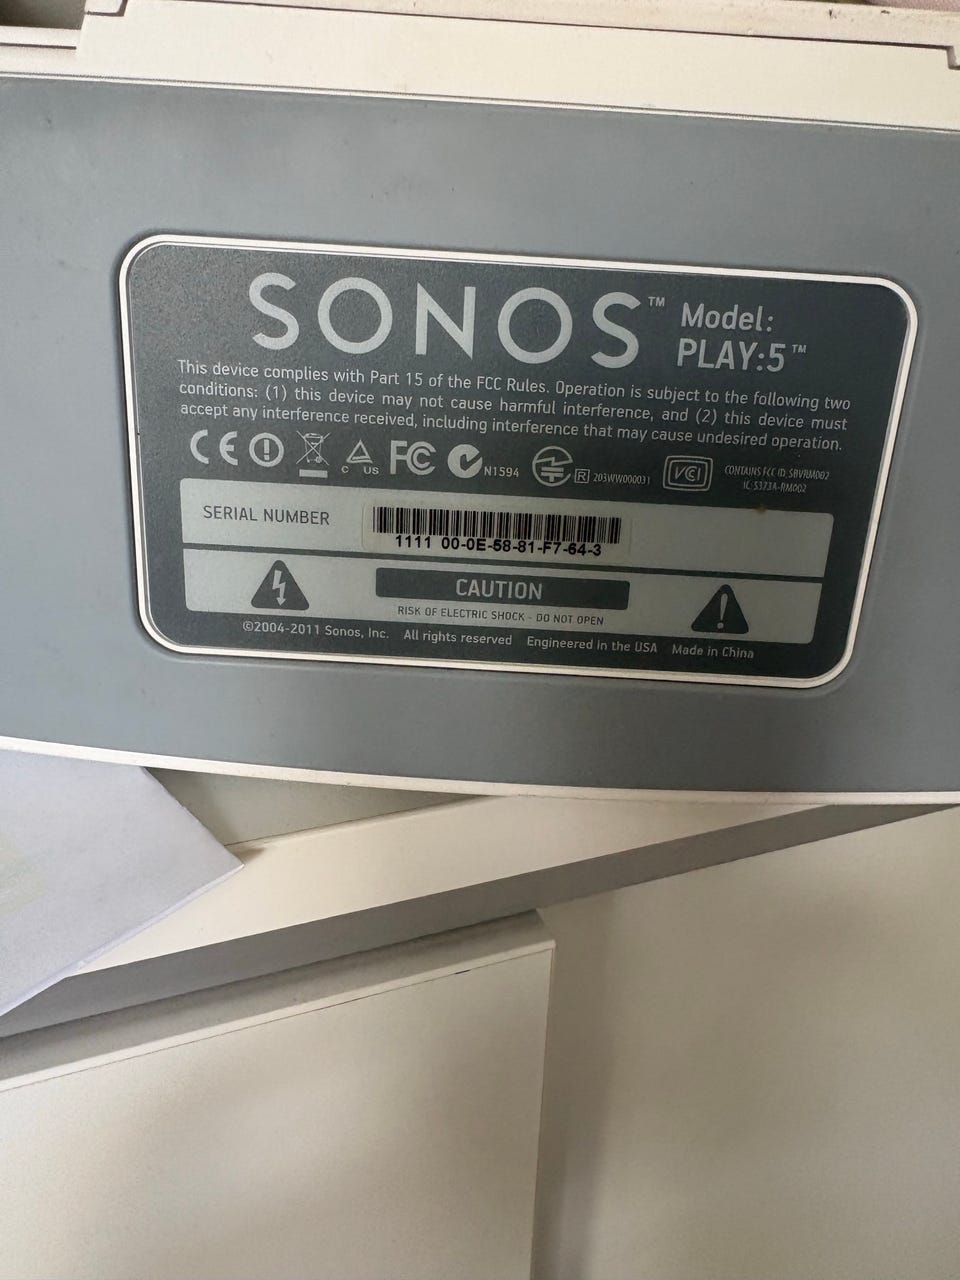 SONOS™ Model:
PLAY:5™
This device complies with Part 15 of the FCC Rules. Operation is subject to the following two
conditions: (1) this device may not cause harmful interference, and (2) this device must
accept any interference received, including interference that may cause undesired operation.
CE FC N1594 R 203WW000031 VCI CONTAINS FCC ID: SBVRM002
C US IC: 5373A-RM002
SERIAL NUMBER
1111 00-0E-58-81-F7-64-3
CAUTION
RISK OF ELECTRIC SHOCK - DO NOT OPEN
©2004-2011 Sonos, Inc. All rights reserved Engineered in the USA Made in China